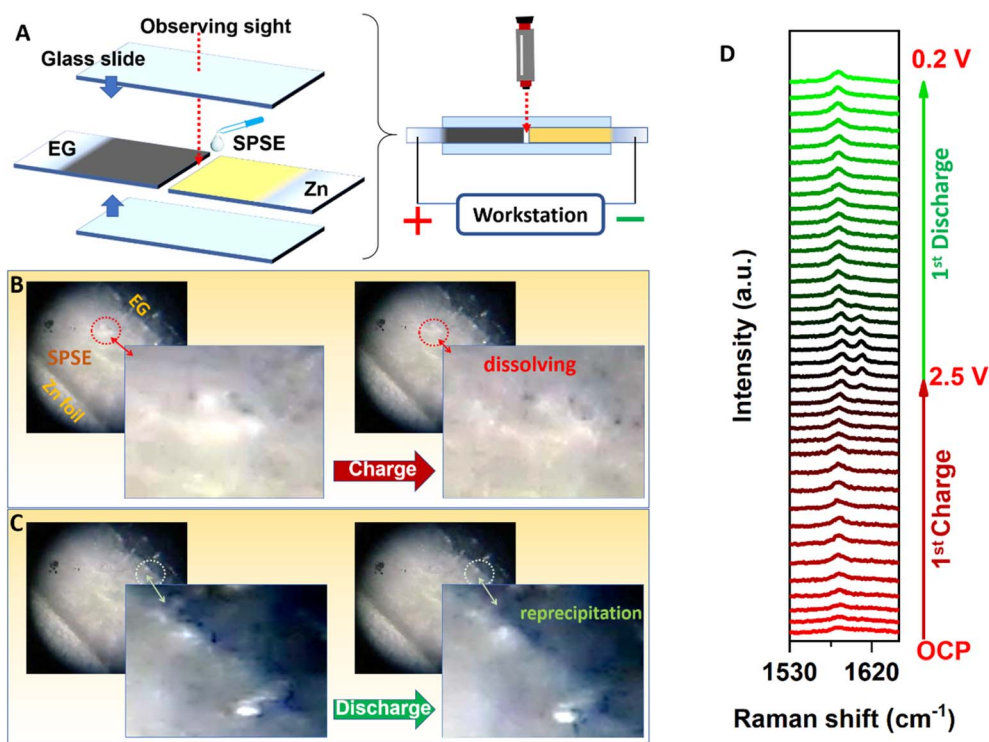 A
Observing sight
Glass slide
SPSE
EG
Zn
+
Workstation
−
B
EG
SPSE
Zn foil
dissolving
Charge
C
reprecipitation
Discharge
D
0.2 V
1st Discharge
2.5 V
1st Charge
OCP
Intensity (a.u.)
1530 1620
Raman shift (cm-1)